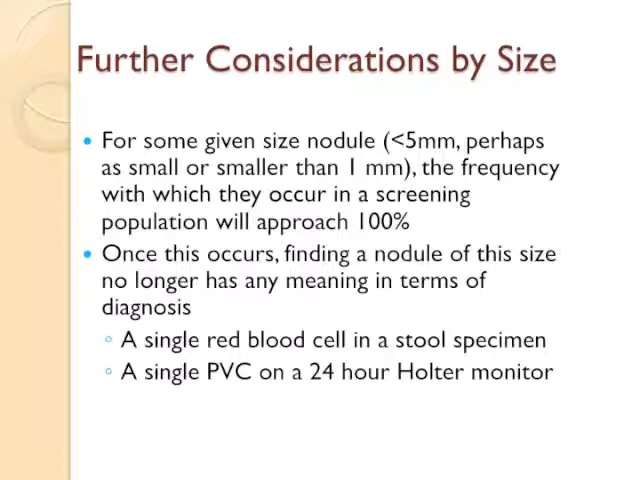 Further Considerations by Size
• For some given size nodule (<5mm, perhaps
as small or smaller than 1 mm), the frequency
with which they occur in a screening
population will approach 100%
• Once this occurs, finding a nodule of this size
no longer has any meaning in terms of
diagnosis
◦ A single red blood cell in a stool specimen
◦ A single PVC on a 24 hour Holter monitor